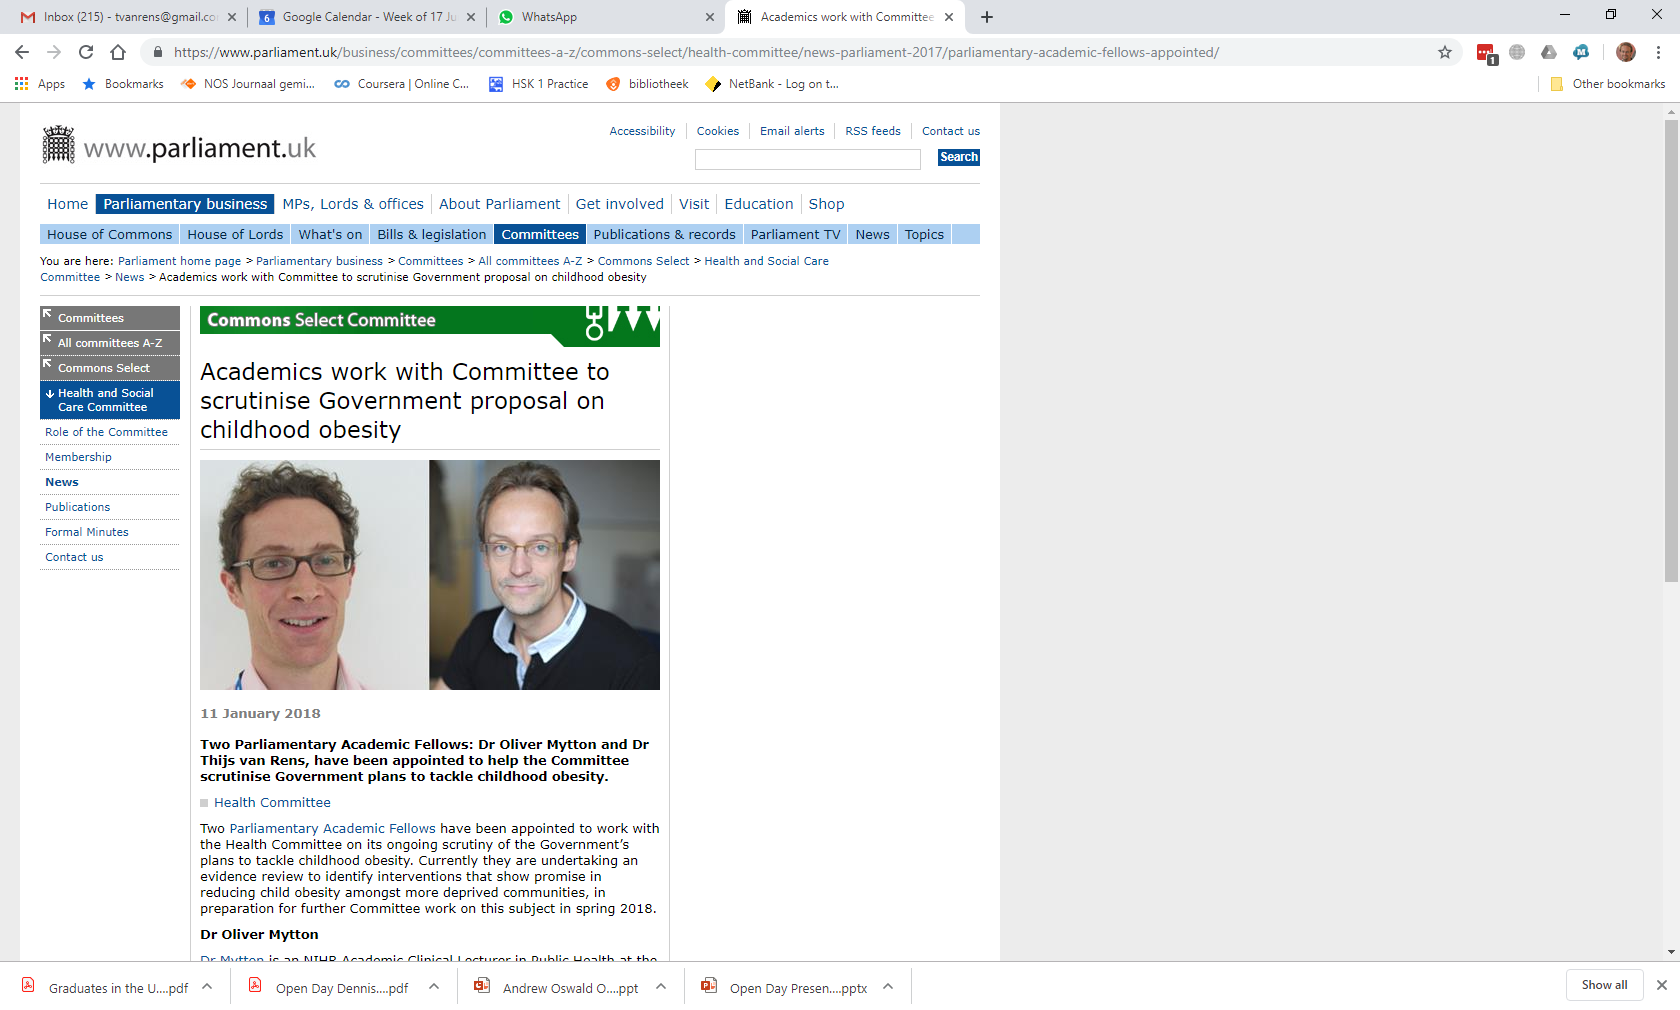 Inbox (215) - tvanrens@gmail.co
Google Calendar - Week of 17 Ju
WhatsApp
Academics work with Committee
https://www.parliament.uk/business/committees/committees-a-z/commons-select/health-committee/news-parliament-2017/parliamentary-academic-fellows-appointed/
1
Apps
Bookmarks
NOS Journaal gemi...
Coursera | Online C...
HSK 1 Practice
bibliotheek
NetBank - Log on t...
Other bookmarks
www.parliament.uk
Accessibility
Cookies
Email alerts
RSS feeds
Contact us
Search
Home
Parliamentary business
MPs, Lords & offices
About Parliament
Get involved
Visit
Education
Shop
House of Commons
House of Lords
What's on
Bills & legislation
Committees
Publications & records
Parliament TV
News
Topics
You are here: Parliament home page > Parliamentary business > Committees > All committees A-Z > Commons Select > Health and Social Care
Committee > News > Academics work with Committee to scrutinise Government proposal on childhood obesity
Committees
All committees A-Z
Commons Select
Health and Social
Care Committee
Role of the Committee
Membership
News
Publications
Formal Minutes
Contact us
Commons Select Committee
Academics work with Committee to
scrutinise Government proposal on
childhood obesity
11 January 2018
Two Parliamentary Academic Fellows: Dr Oliver Mytton and Dr
Thijs van Rens, have been appointed to help the Committee
scrutinise Government plans to tackle childhood obesity.
Health Committee
Two Parliamentary Academic Fellows have been appointed to work with
the Health Committee on its ongoing scrutiny of the Government's
plans to tackle childhood obesity. Currently they are undertaking an
evidence review to identify interventions that show promise in
reducing child obesity amongst more deprived communities, in
preparation for further Committee work on this subject in spring 2018.
Dr Oliver Mytton
Dr Mytton is an NIHR Academic Clinical Lecturer in Public Health at the
Graduates in the U....pdf
Open Day Dennis....pdf
Andrew Oswald O....ppt
Open Day Presen....pptx
Show all